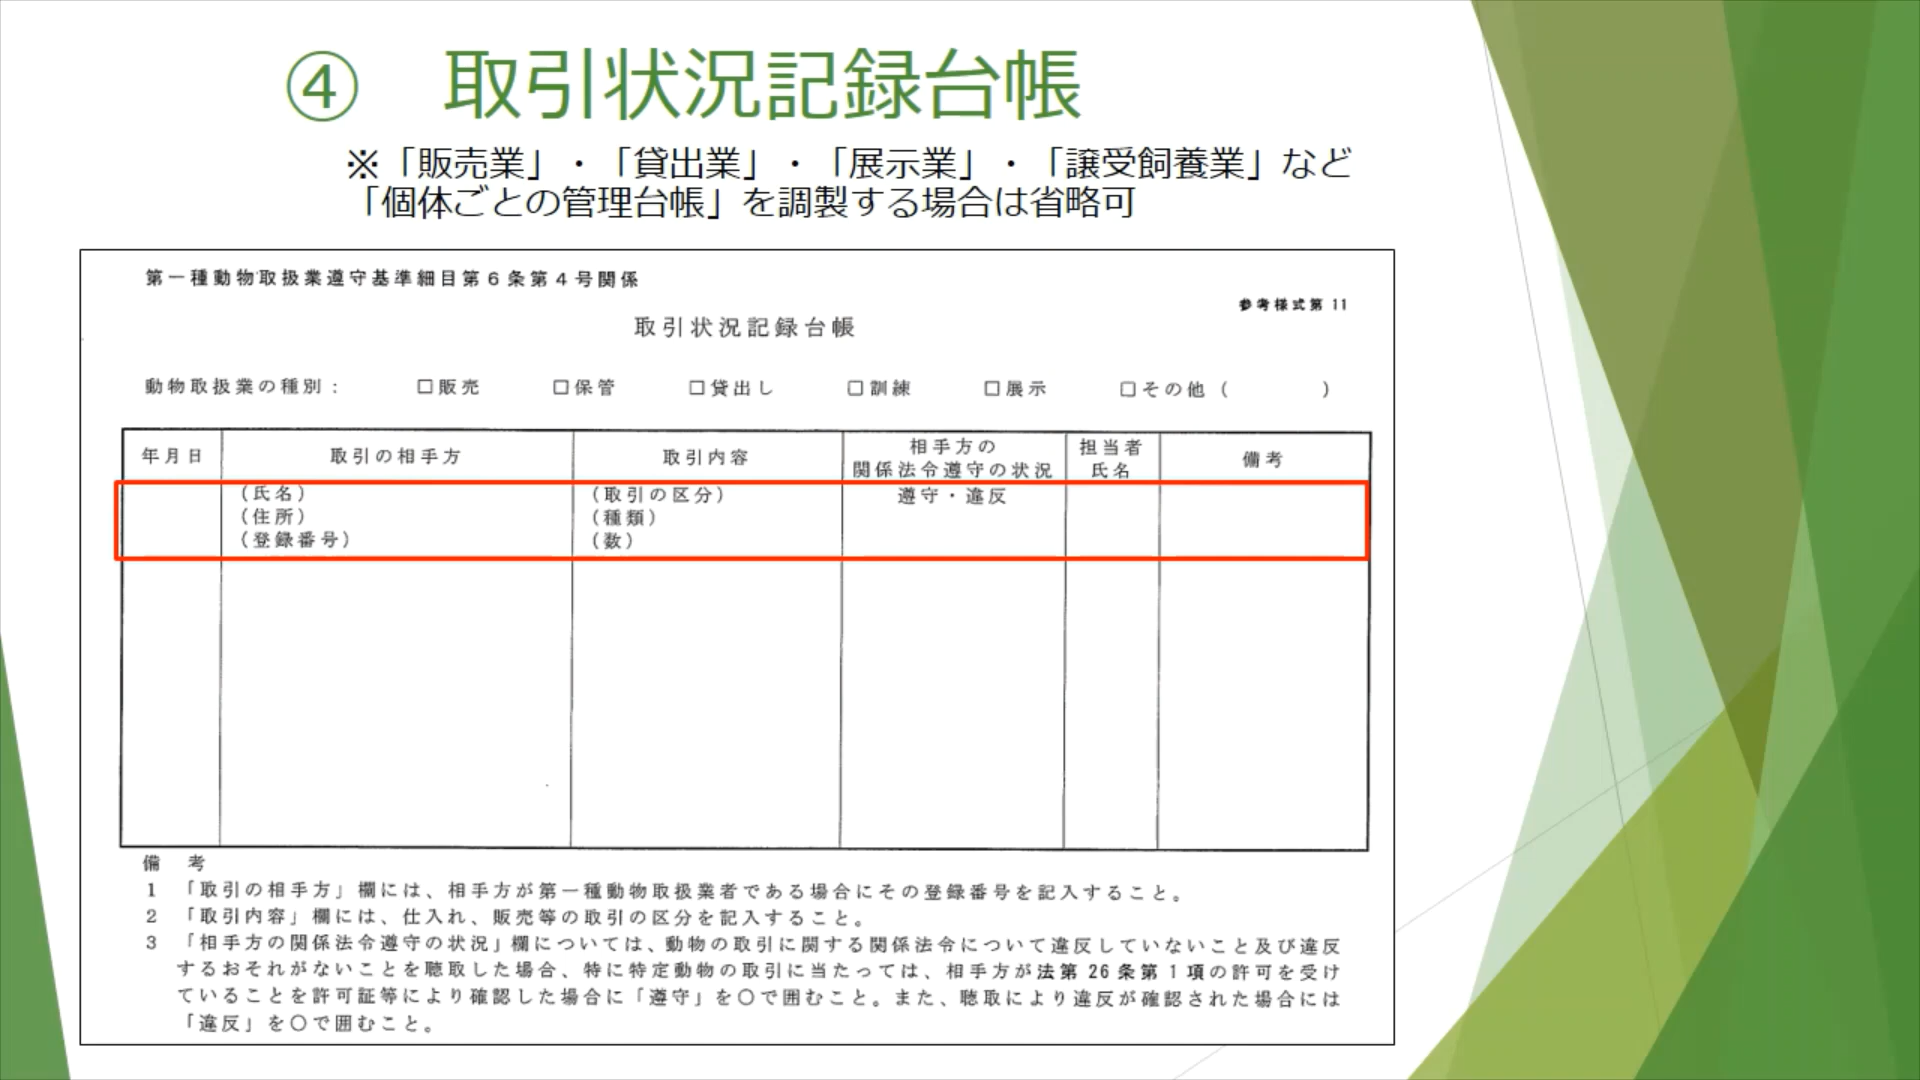 ④　取引状況記録台帳
※「販売業」・「貸出業」・「展示業」・「譲受飼養業」など
「個体ごとの管理台帳」を調製する場合は省略可
第一種動物取扱業遵守基準細目第6条第4号関係
参考様式第 11
取引状況記録台帳
動物取扱業の種別： □販売 □保管 □貸出し □訓練 □展示 □その他（　　　　）
年月日 取引の相手方 取引内容 相手方の関係法令遵守の状況 担当者氏名 備考
（氏名） （取引の区分） 遵守・違反
（住所） （種類）
（登録番号） （数）
備　考
1　「取引の相手方」欄には、相手方が第一種動物取扱業者である場合にその登録番号を記入すること。
2　「取引内容」欄には、仕入れ、販売等の取引の区分を記入すること。
3　「相手方の関係法令遵守の状況」欄については、動物の取引に関する関係法令について違反していないこと及び違反
するおそれがないことを聴取した場合、特に特定動物の取引に当たっては、相手方が法第 26 条第 1 項の許可を受け
ていることを許可証等により確認した場合に「遵守」を○で囲むこと。また、聴取により違反が確認された場合には
「違反」を○で囲むこと。